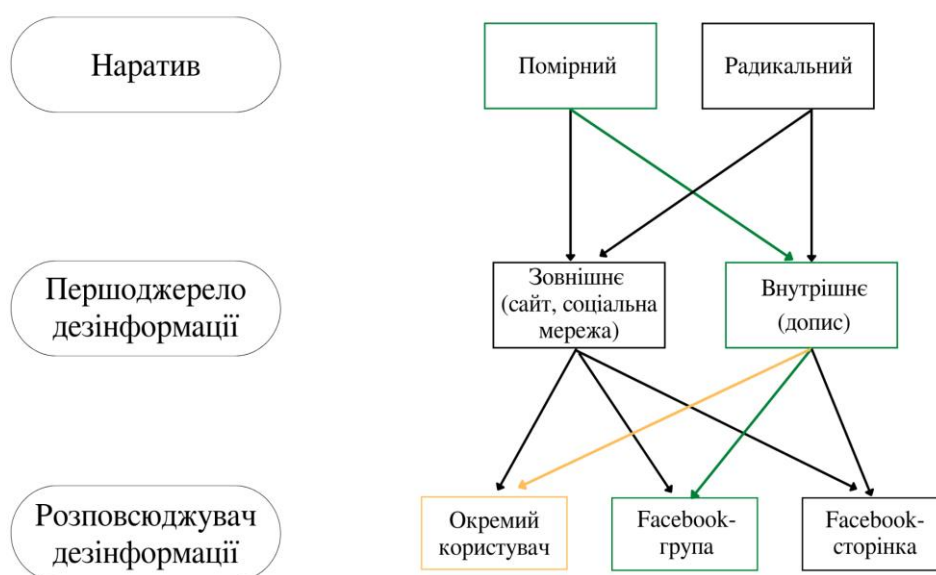 Наратив
Помірний
Радикальний
Першоджерело
дезінформації
Зовнішнє
(сайт, соціальна
мережа)
Внутрішнє
(допис)
Розповсюджувач
дезінформації
Окремий
користувач
Facebook-
група
Facebook-
сторінка